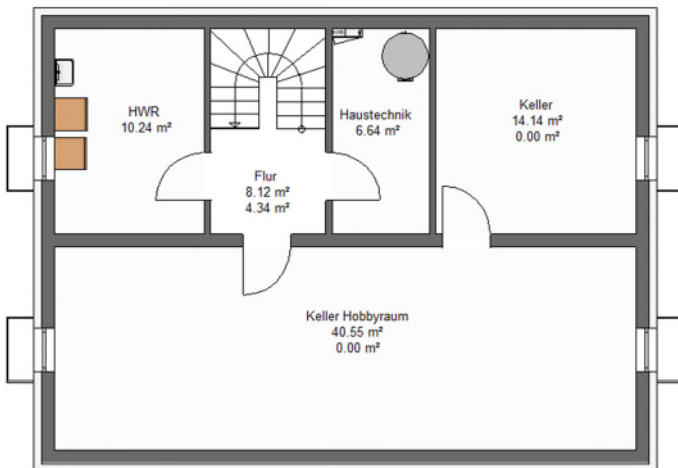 HWR
10.24 m²
Flur
8.12 m²
4.34 m²
Haustechnik
6.64 m²
Keller
14.14 m²
0.00 m²
Keller Hobbyraum
40.55 m²
0.00 m²